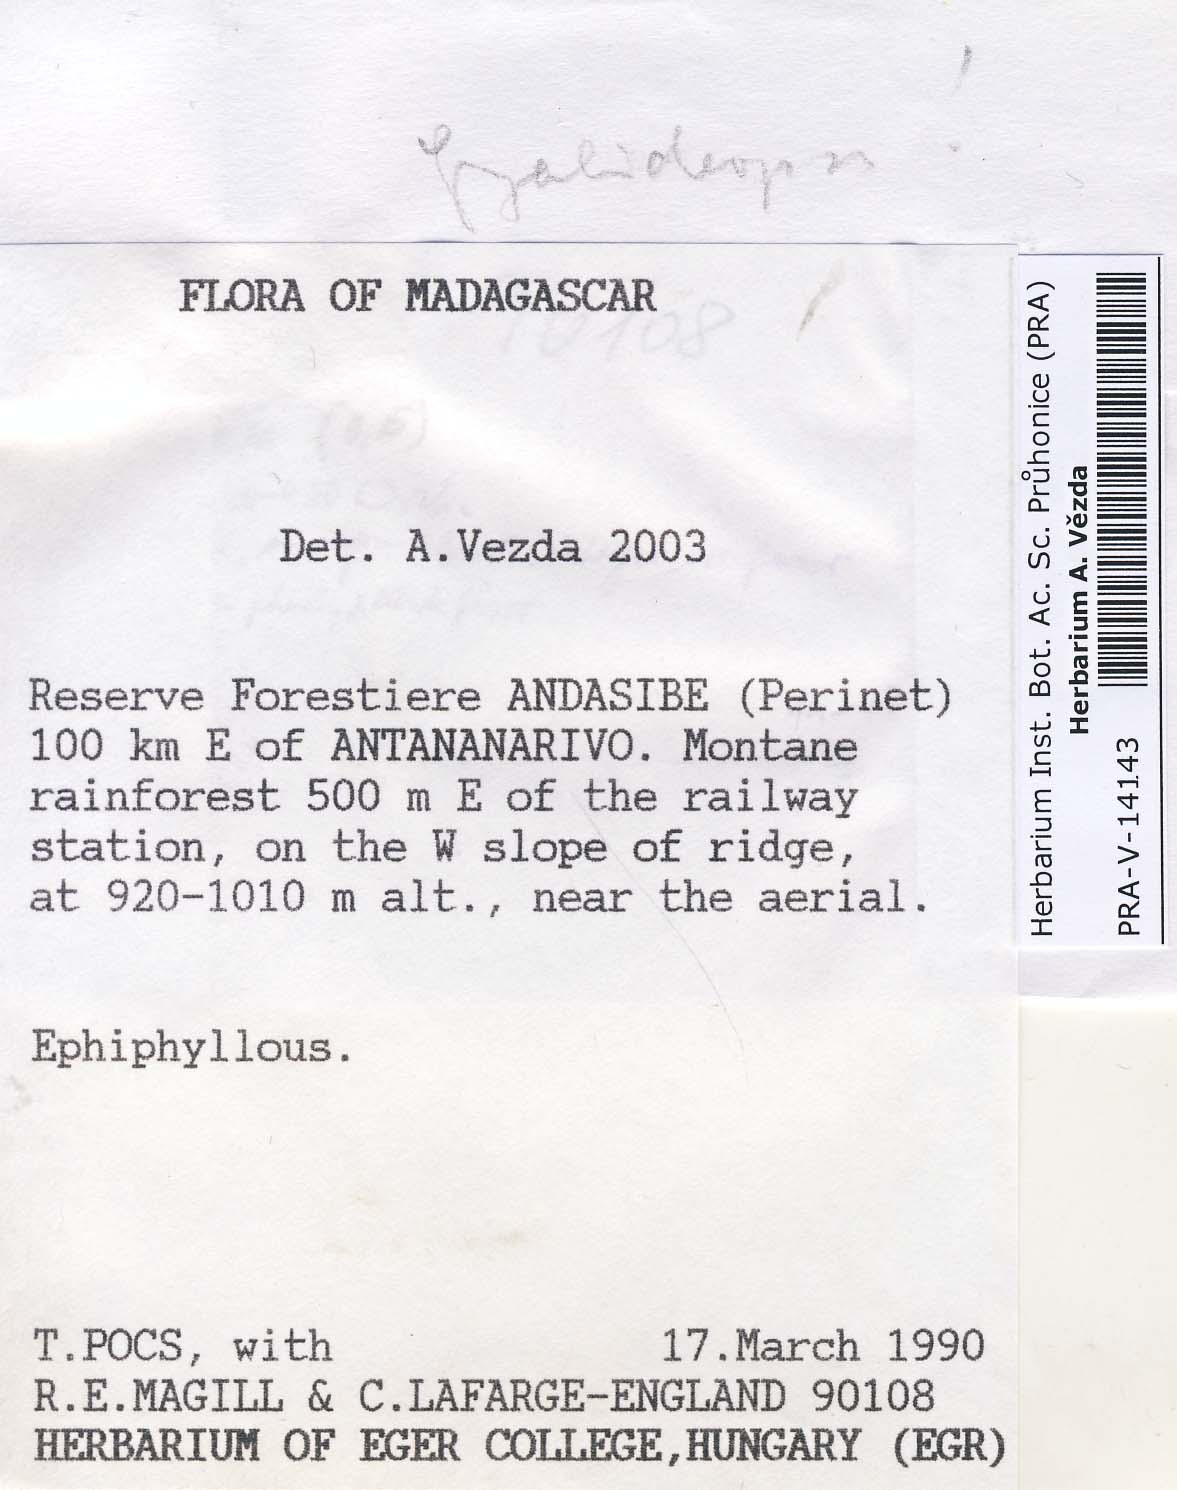 Gyalideopsis !
FLORA OF MADAGASCAR
Det. A.Vezda 2003
Reserve Forestiere ANDASIBE (Perinet)
100 km E of ANTANANARIVO. Montane
rainforest 500 m E of the railway
station, on the W slope of ridge,
at 920-1010 m alt., near the aerial.
Ephiphyllous.
T.POCS, with 17.March 1990
R.E.MAGILL & C.LAFARGE-ENGLAND 90108
HERBARIUM OF EGER COLLEGE,HUNGARY (EGR)
Herbarium Inst. Bot. Ac. Sc. Průhonice (PRA)
Herbarium A. Vězda
PRA-V-14143